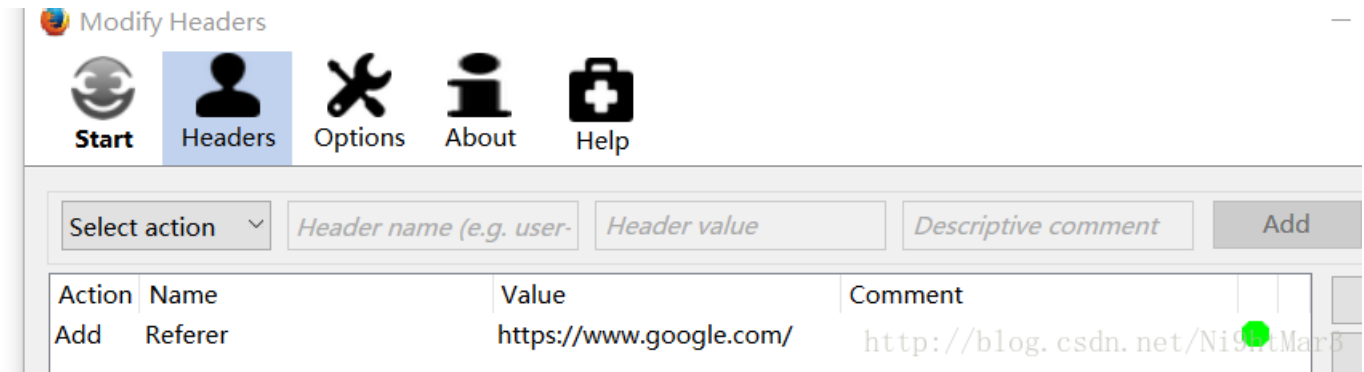 Modify Headers
Start Headers Options About Help
Select action Header name (e.g. user- Header value Descriptive comment Add
Action Name Value Comment
Add Referer https://www.google.com/
http://blog.csdn.net/Ni9htMar3